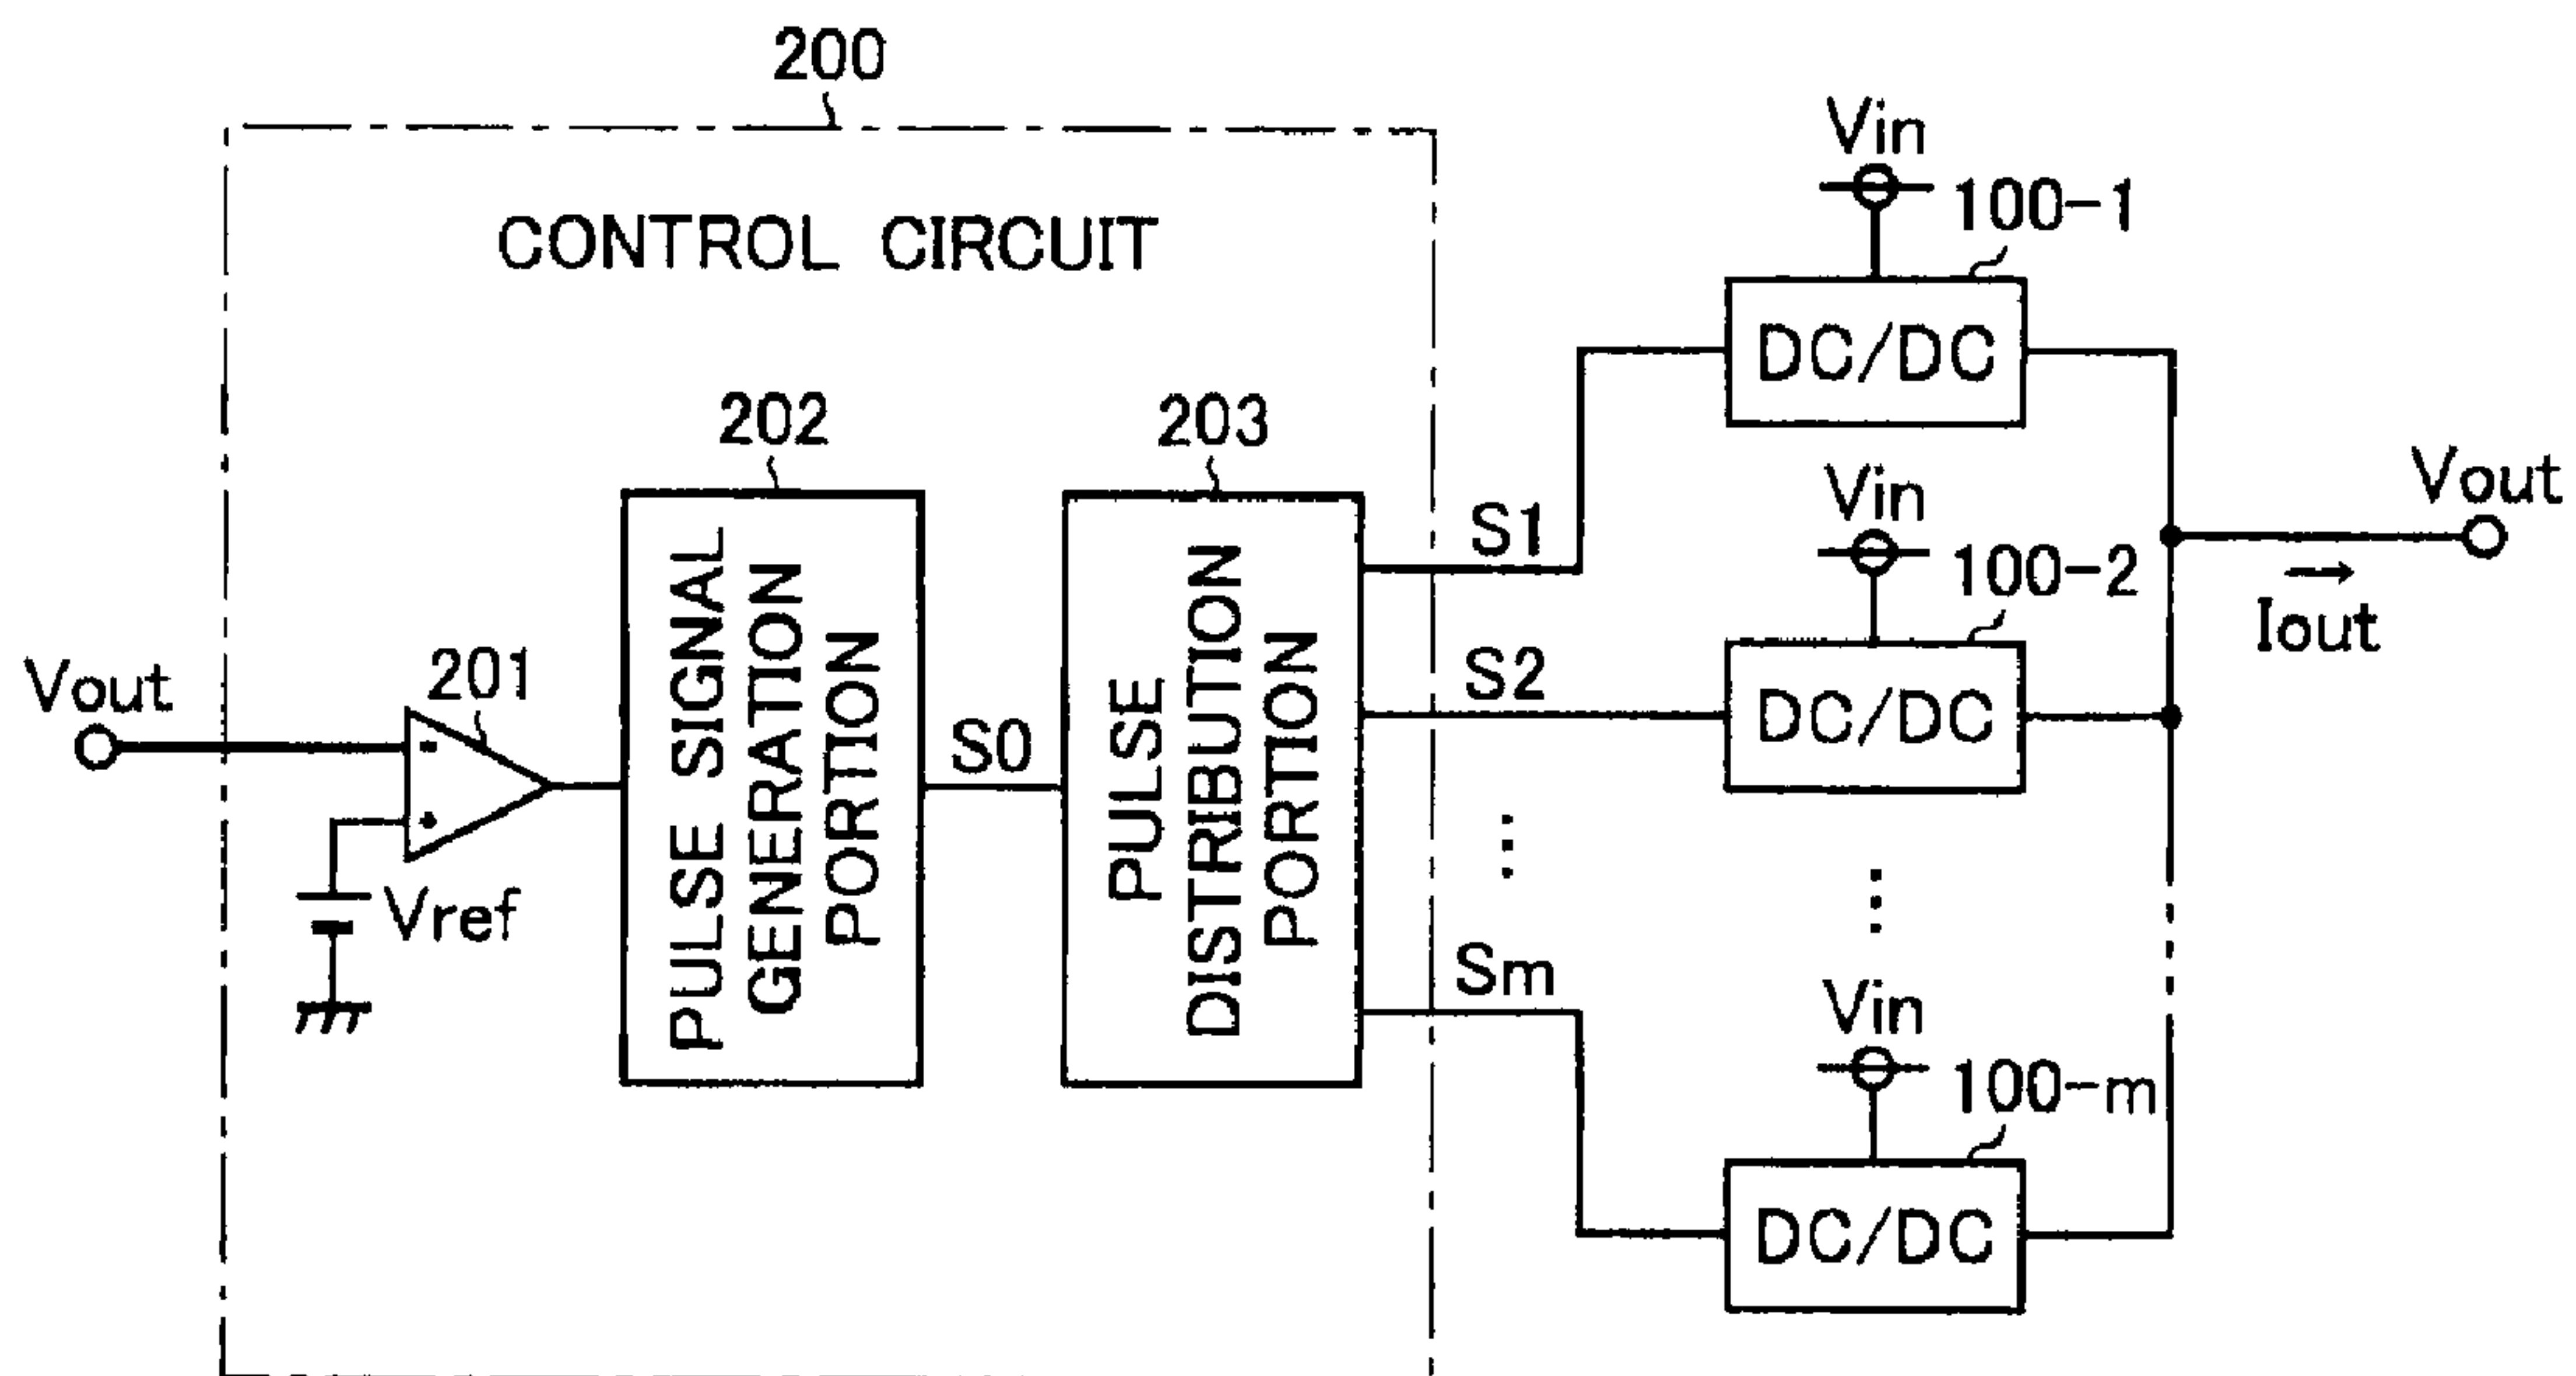 200
CONTROL CIRCUIT
Vin
100-1
DC/DC
202
203
PULSE SIGNAL
GENERATION
PORTION
PULSE
DISTRIBUTION
PORTION
S1
Vin
100-2
DC/DC
Vout
Iout
S2
Vout
201
-
+
Vref
S0
Sm
Vin
100-m
DC/DC